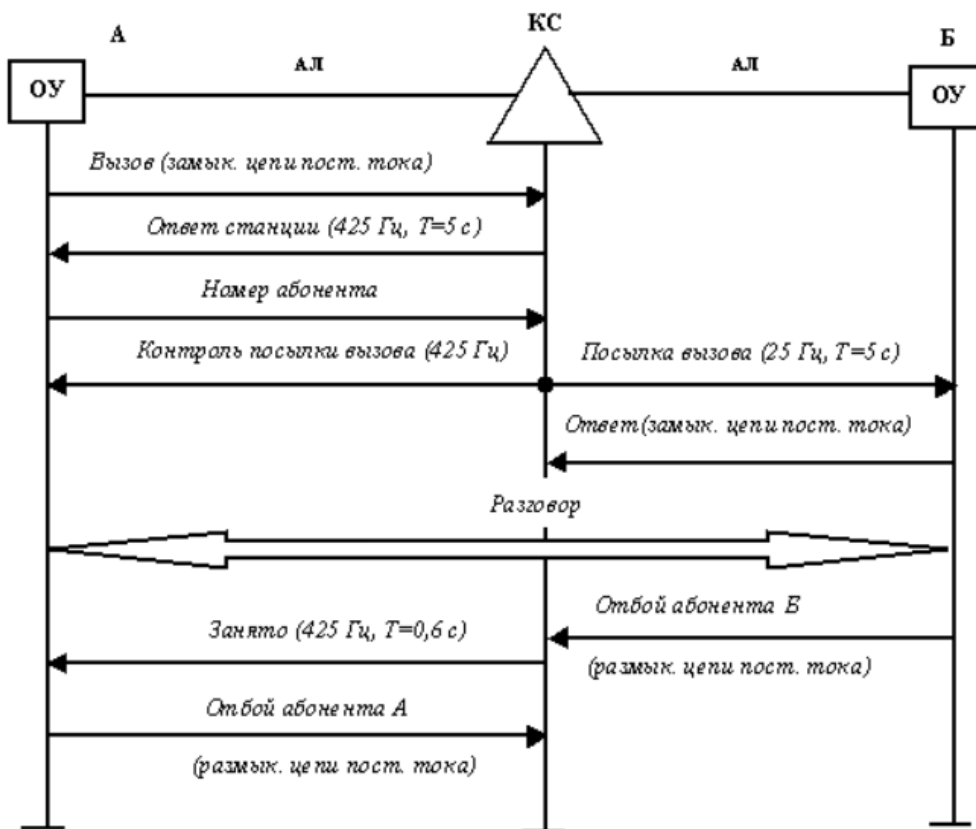 А
КС
Б
ОУ
АЛ
АЛ
ОУ
Вызов (замык. цепи пост. тока)
Ответ станции (425 Гц, Т=5 с)
Номер абонента
Контроль посылки вызова (425 Гц)
Посылка вызова (25 Гц, Т=5 с)
Ответ (замык. цепи пост. тока)
Разговор
Отбой абонента Б
Занято (425 Гц, Т=0,6 с)
(размык. цепи пост. тока)
Отбой абонента А
(размык. цепи пост. тока)